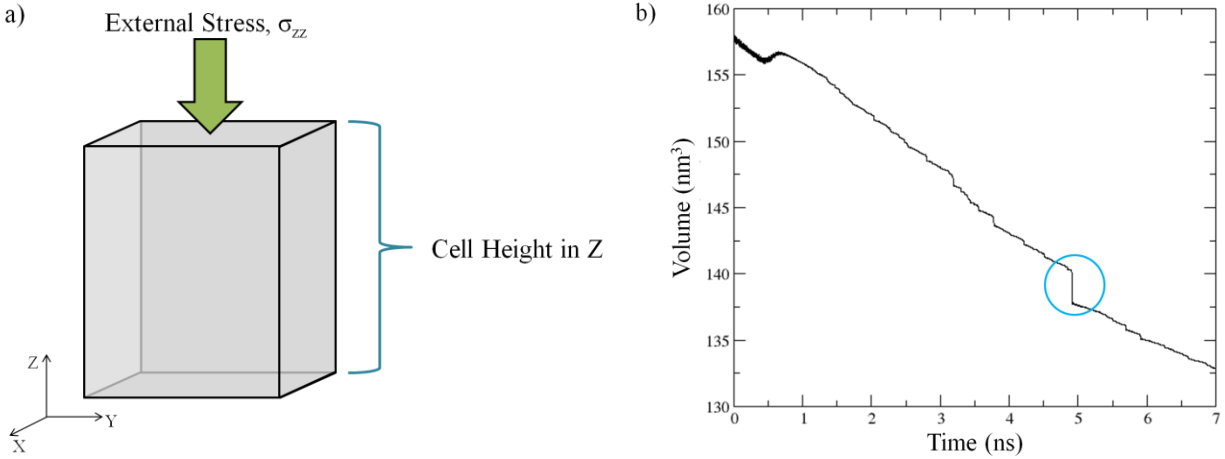 a)
External Stress, σzz
Cell Height in Z
Z
Y
X
b)
160
155
150
145
140
135
130
Volume (nm³)
0 1 2 3 4 5 6 7
Time (ns)